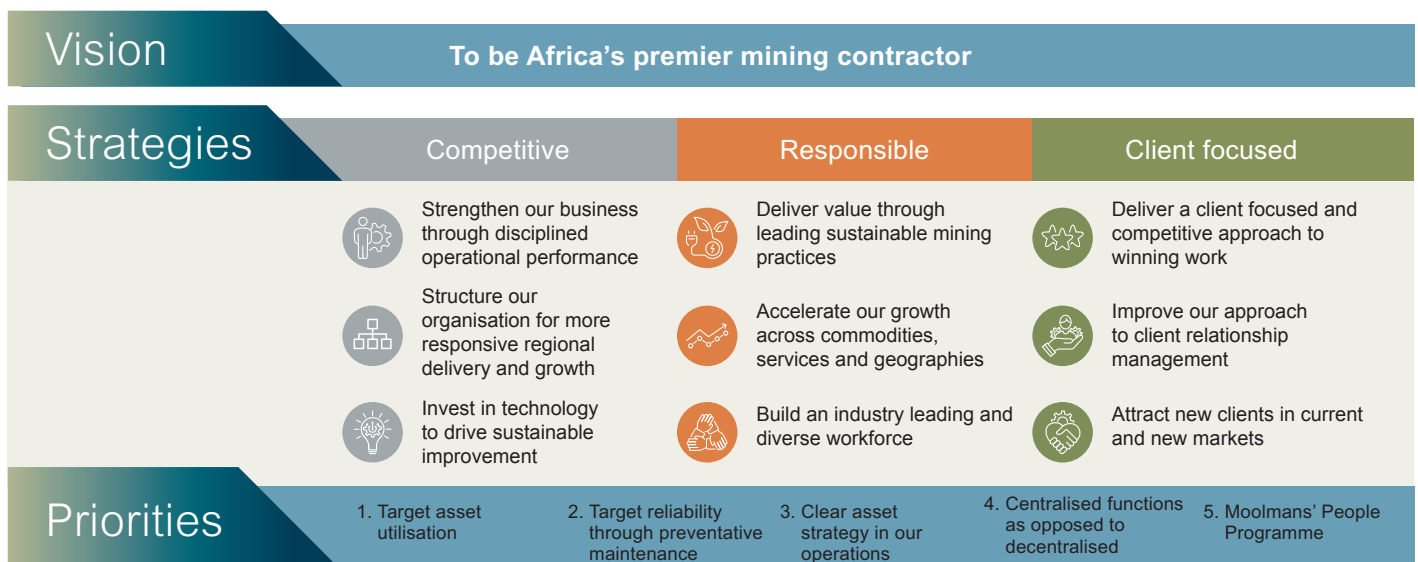 Vision
To be Africa’s premier mining contractor
Strategies
Competitive
Responsible
Client focused
Strengthen our business
through disciplined
operational performance
Structure our
organisation for more
responsive regional
delivery and growth
Invest in technology
to drive sustainable
improvement
Deliver value through
leading sustainable mining
practices
Accelerate our growth
across commodities,
services and geographies
Build an industry leading and
diverse workforce
Deliver a client focused and
competitive approach to
winning work
Improve our approach
to client relationship
management
Attract new clients in current
and new markets
Priorities
1. Target asset
utilisation
2. Target reliability
through preventative
maintenance
3. Clear asset
strategy in our
operations
4. Centralised functions
as opposed to
decentralised
5. Moolmans’ People
Programme